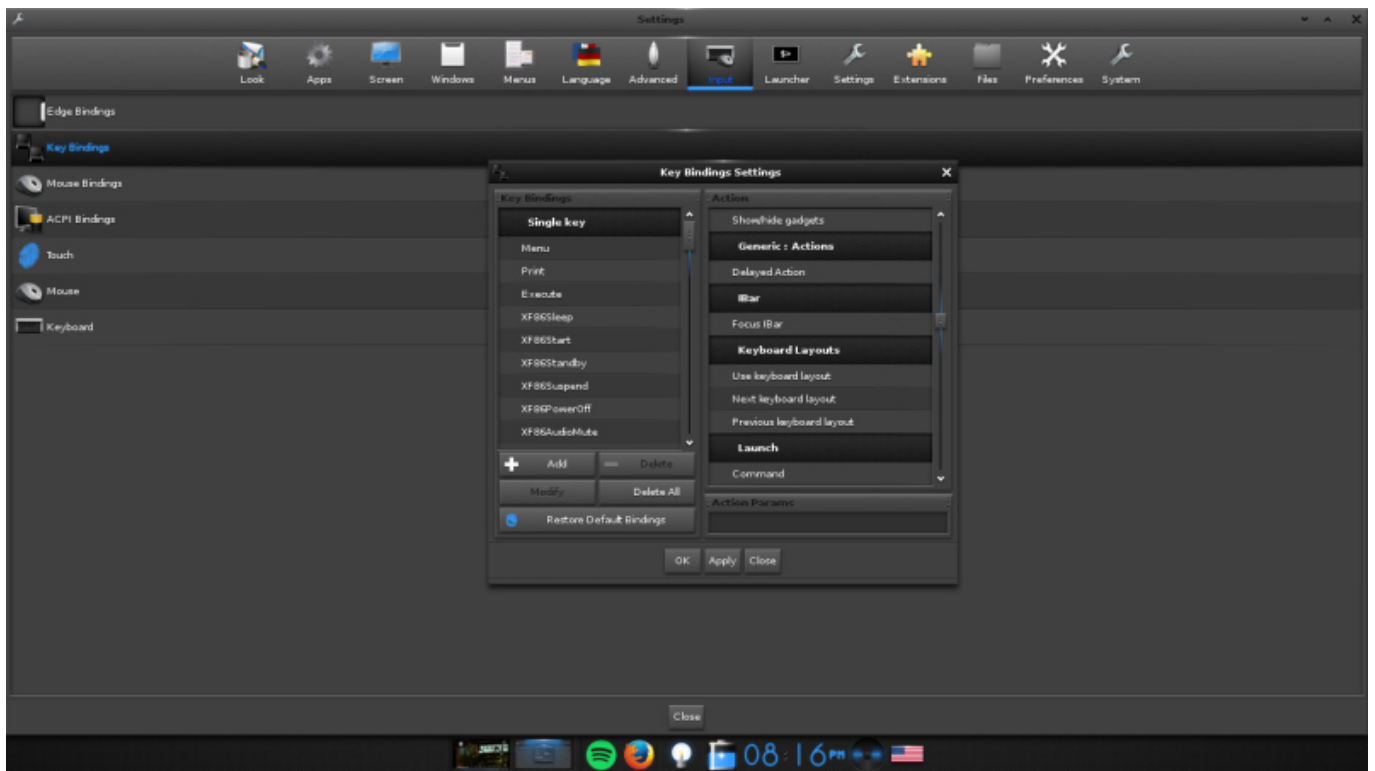 Settings
Look Apps Screen Windows Menus Language Advanced Input Launcher Settings Extensions Files Preferences System
Edge Bindings
Key Bindings
Mouse Bindings
ACPI Bindings
Touch
Mouse
Keyboard
Key Bindings Settings
Key Bindings
Single key
Menu
Print
Execute
XF86Sleep
XF86Start
XF86Standby
XF86Suspend
XF86PowerOff
XF86AudioMute
Add Delete
Modify Delete All
Restore Default Bindings
Action
Show/hide gadgets
Generic : Actions
Delayed Action
IBar
Focus IBar
Keyboard Layouts
Use keyboard layout
Next keyboard layout
Previous keyboard layout
Launch
Command
Action Params
OK Apply Close
Close
08:16 PM